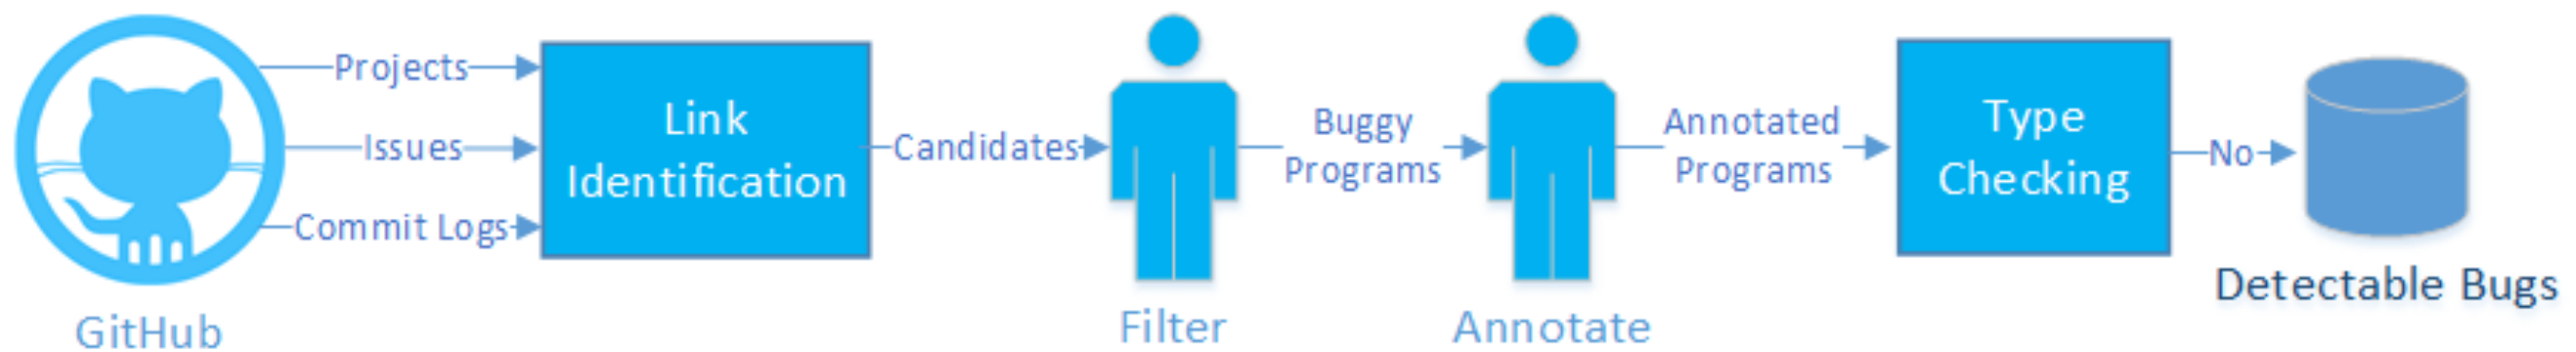 Projects
Issues
Commit Logs
GitHub
Link
Identification
Candidates
Filter
Buggy
Programs
Annotate
Annotated
Programs
Type
Checking
No
Detectable Bugs